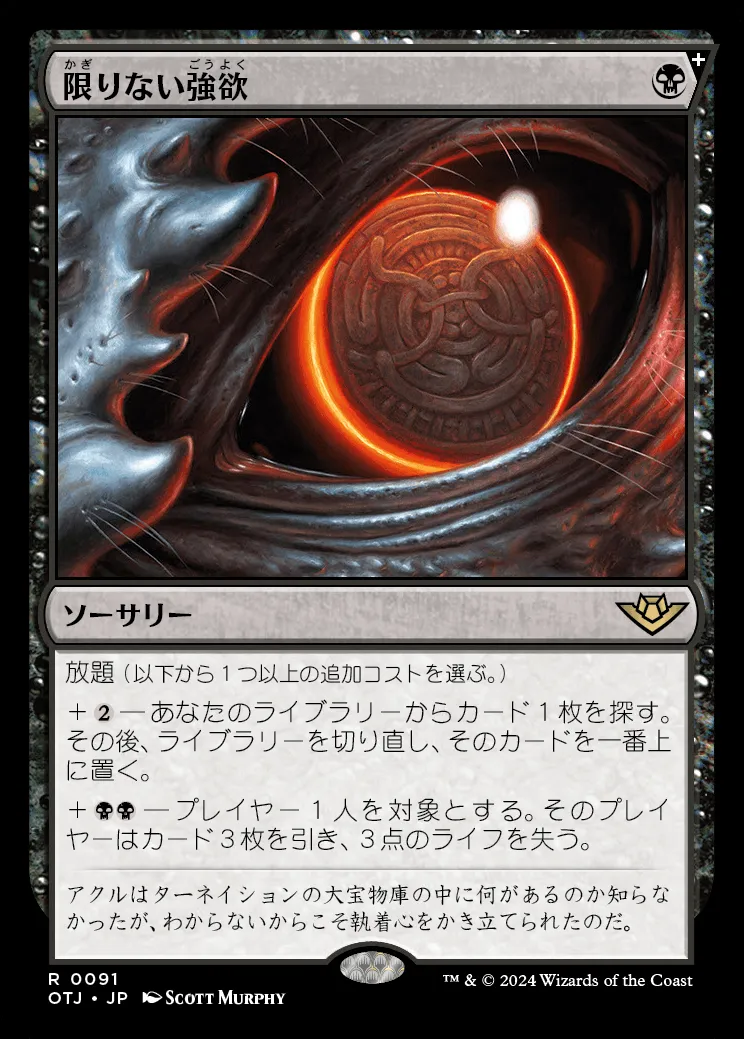 限りない強欲
かぎ ごうよく
ソーサリー
放題（以下から１つ以上の追加コストを選ぶ。）
＋ 2 ― あなたのライブラリーからカード１枚を探す。
その後、ライブラリーを切り直し、そのカードを一番上
に置く。
＋ ― プレイヤー１人を対象とする。そのプレイ
ヤーはカード３枚を引き、３点のライフを失う。
アクルはターネイションの大宝物庫の中に何があるのか知らな
かったが、わからないからこそ執着心をかき立てられたのだ。
R 0091
OTJ • JP Scott Murphy
™ & © 2024 Wizards of the Coast